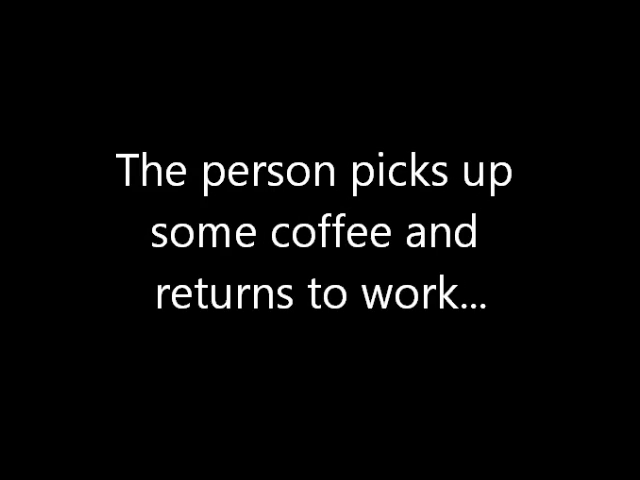 The person picks up
some coffee and
returns to work...